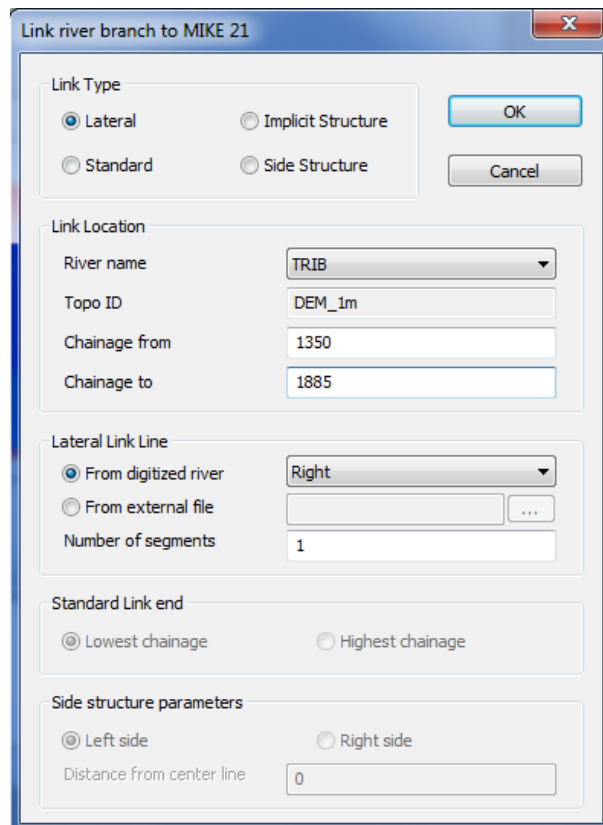 Link river branch to MIKE 21
Link Type
Lateral
Implicit Structure
OK
Standard
Side Structure
Cancel
Link Location
River name
TRIB
Topo ID
DEM_1m
Chainage from
1350
Chainage to
1885
Lateral Link Line
From digitized river
Right
From external file
...
Number of segments
1
Standard Link end
Lowest chainage
Highest chainage
Side structure parameters
Left side
Right side
Distance from center line
0